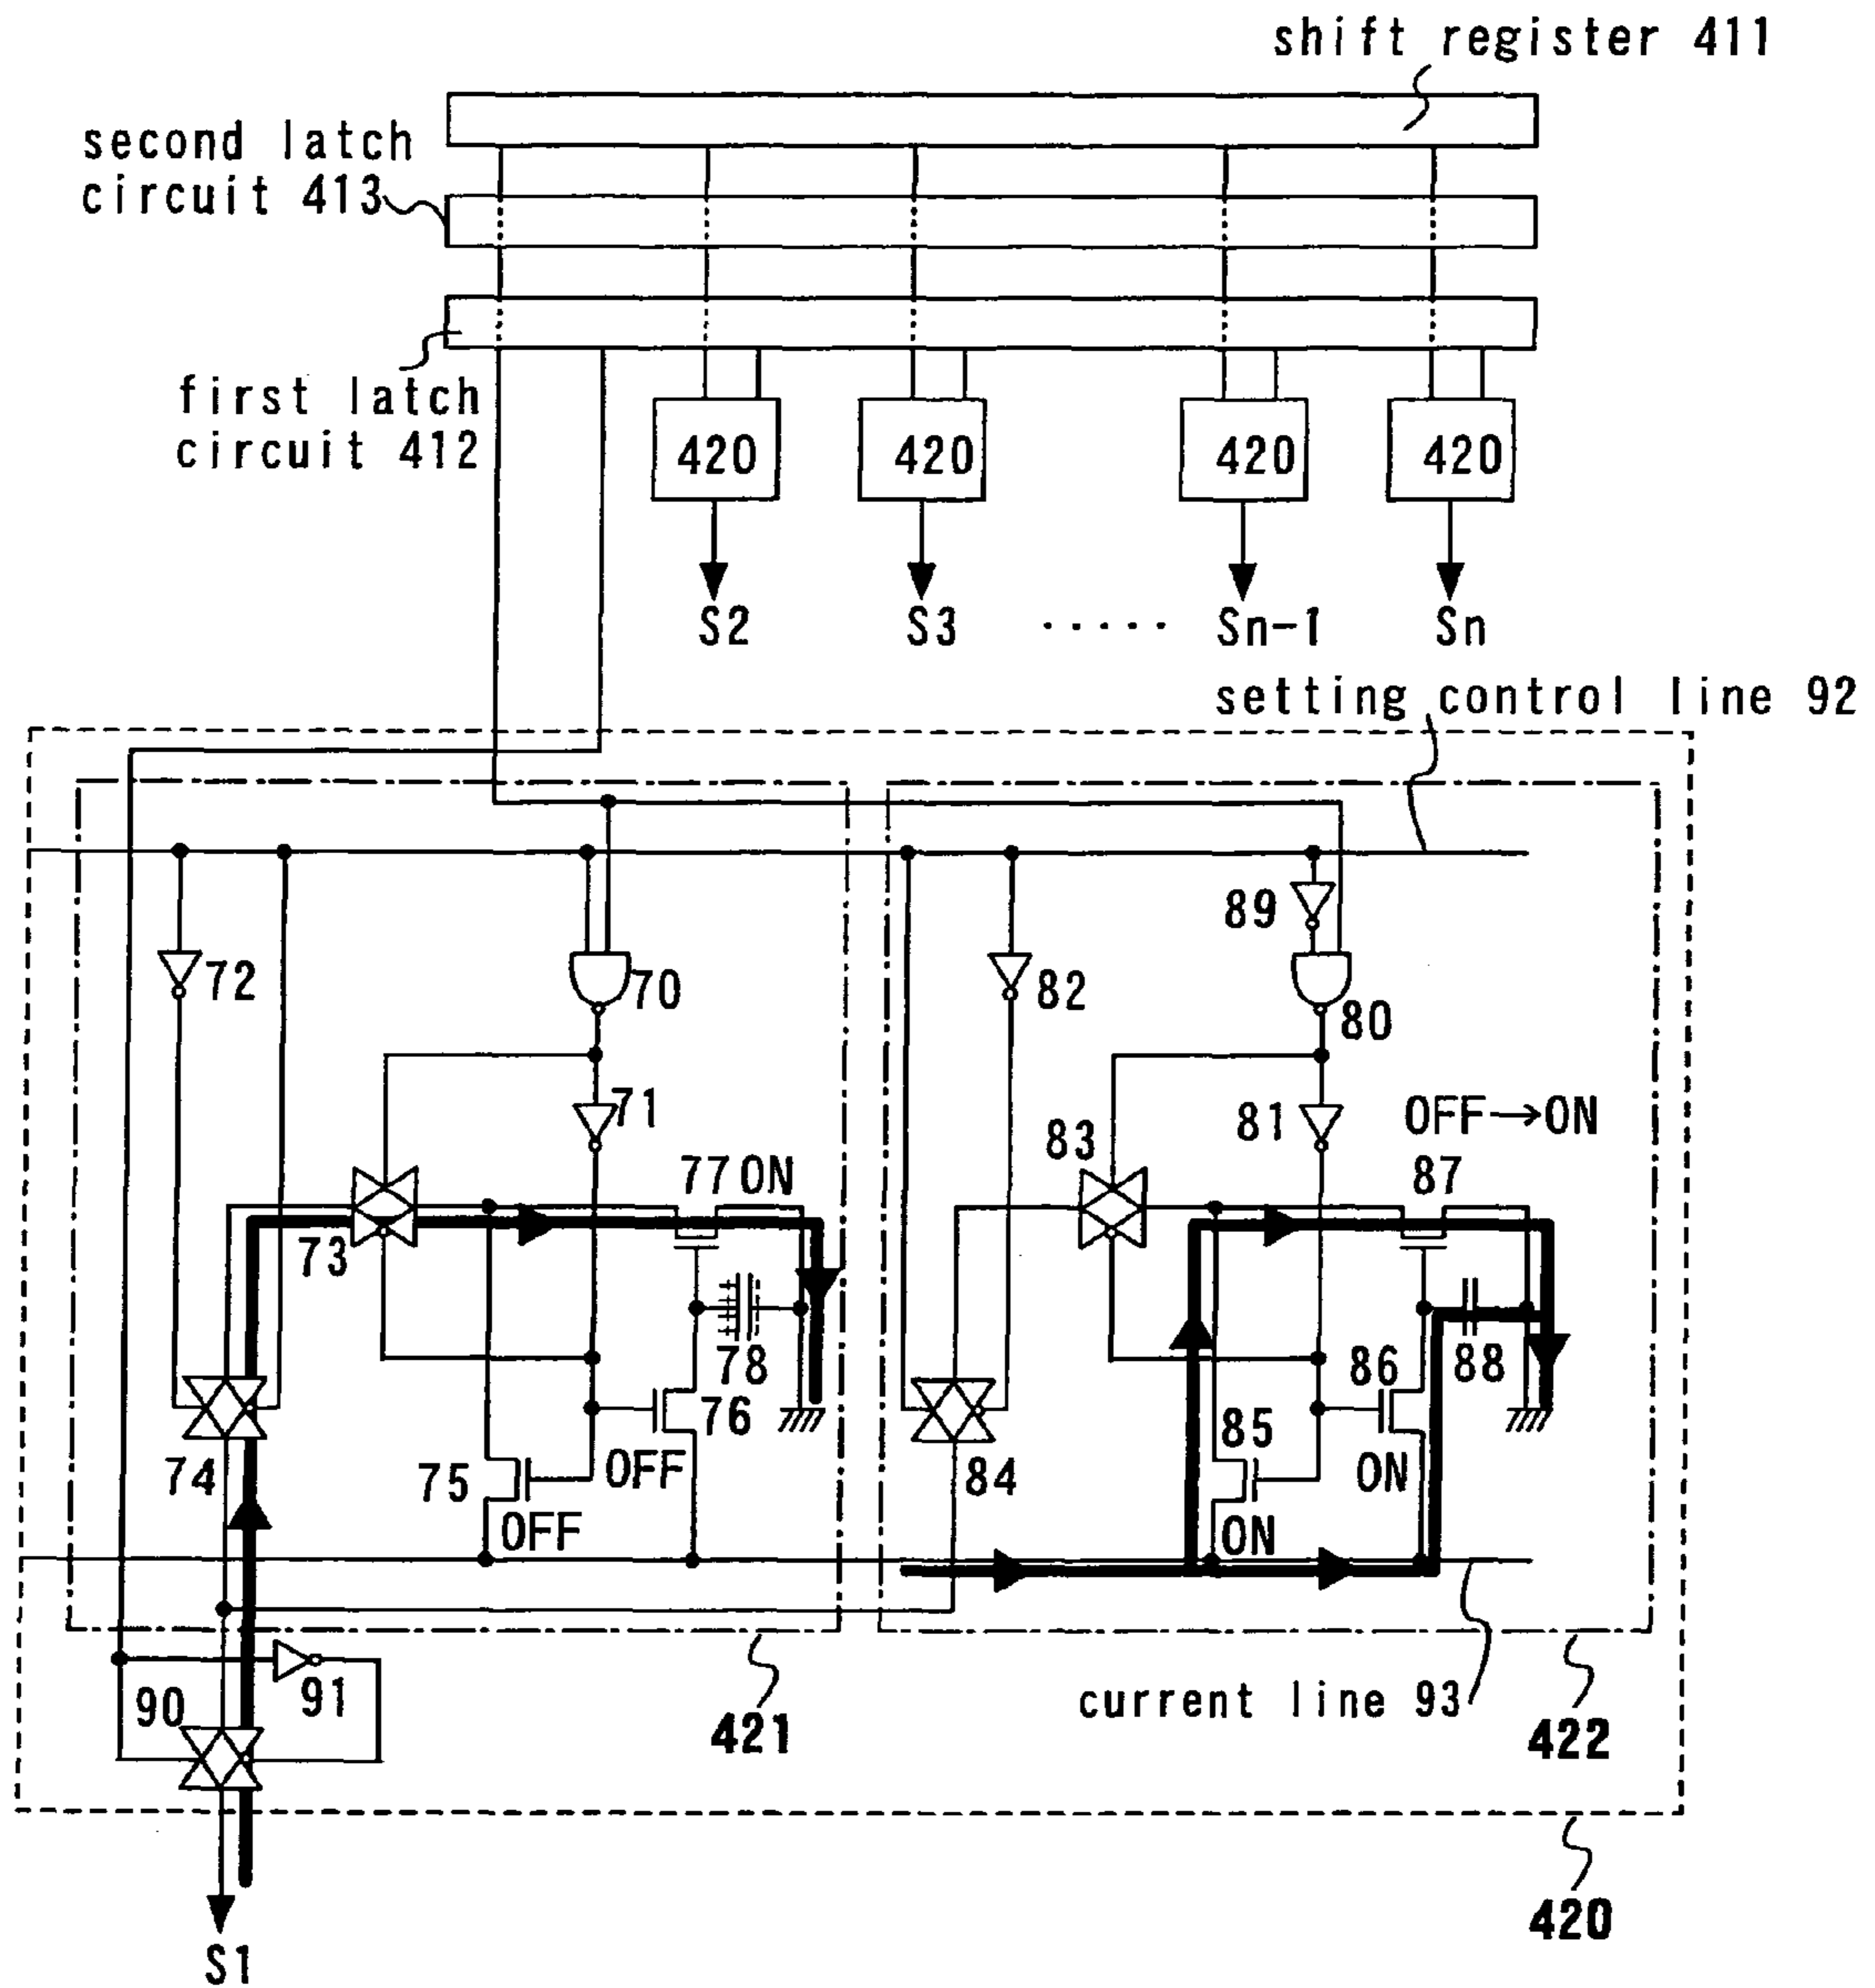 shift register 411
second latch
circuit 413
first latch
circuit 412
420
420
420
420
S2
S3
·····
Sn-1
Sn
setting control line 92
89
72
70
82
80
71
81
OFF→ON
83
77 ON
87
73
78
88
86
76
85
74
75
OFF
84
ON
OFF
ON
90
91
421
current line 93
422
420
S1